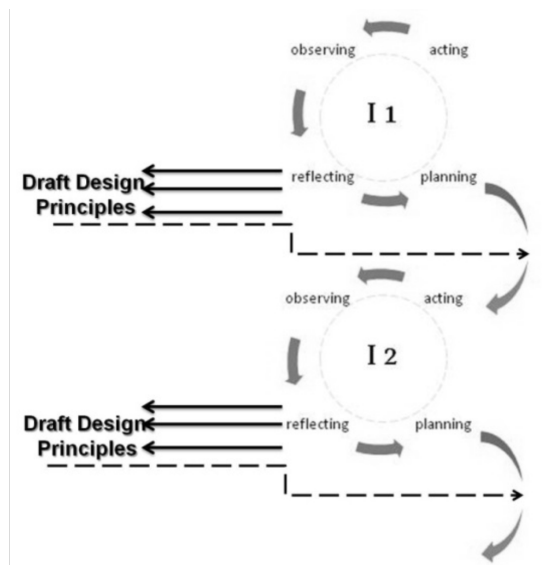 observing acting
I 1
reflecting planning
Draft Design
Principles
observing acting
I 2
reflecting planning
Draft Design
Principles